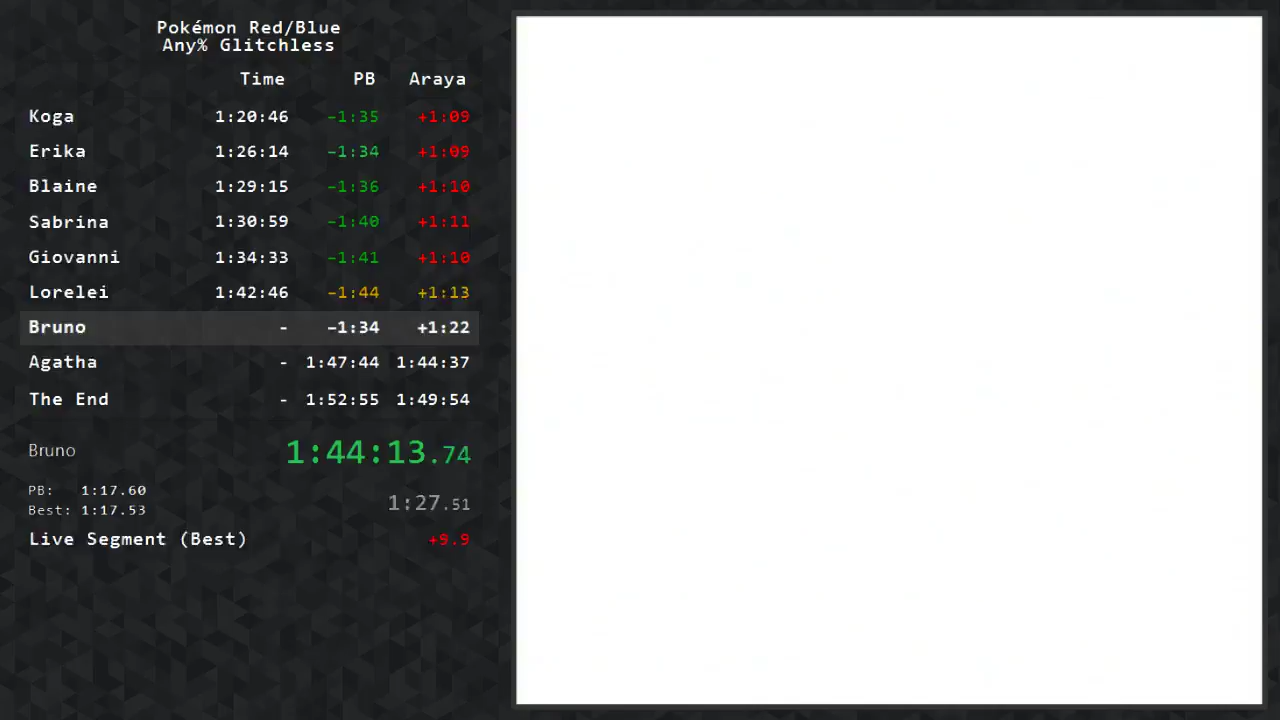 Pokémon Red/Blue
Any% Glitchless
Time PB Araya
Koga 1:20:46 -1:35 +1:09
Erika 1:26:14 -1:34 +1:09
Blaine 1:29:15 -1:36 +1:10
Sabrina 1:30:59 -1:40 +1:11
Giovanni 1:34:33 -1:41 +1:10
Lorelei 1:42:46 -1:44 +1:13
Bruno - -1:34 +1:22
Agatha - 1:47:44 1:44:37
The End - 1:52:55 1:49:54
Bruno 1:44:13.74
PB: 1:17.60
Best: 1:17.53
1:27.51
Live Segment (Best) +9.9